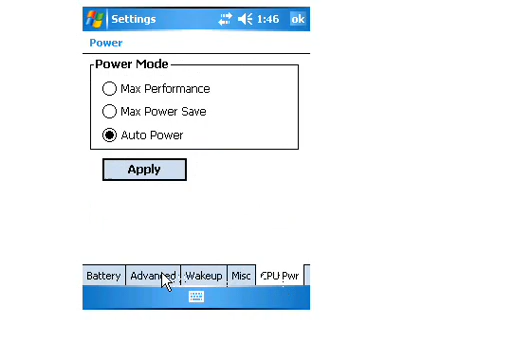 Settings 1:46 ok
Power
Power Mode
Max Performance
Max Power Save
Auto Power
Apply
Battery Advanced Wakeup Misc CPU Pwr